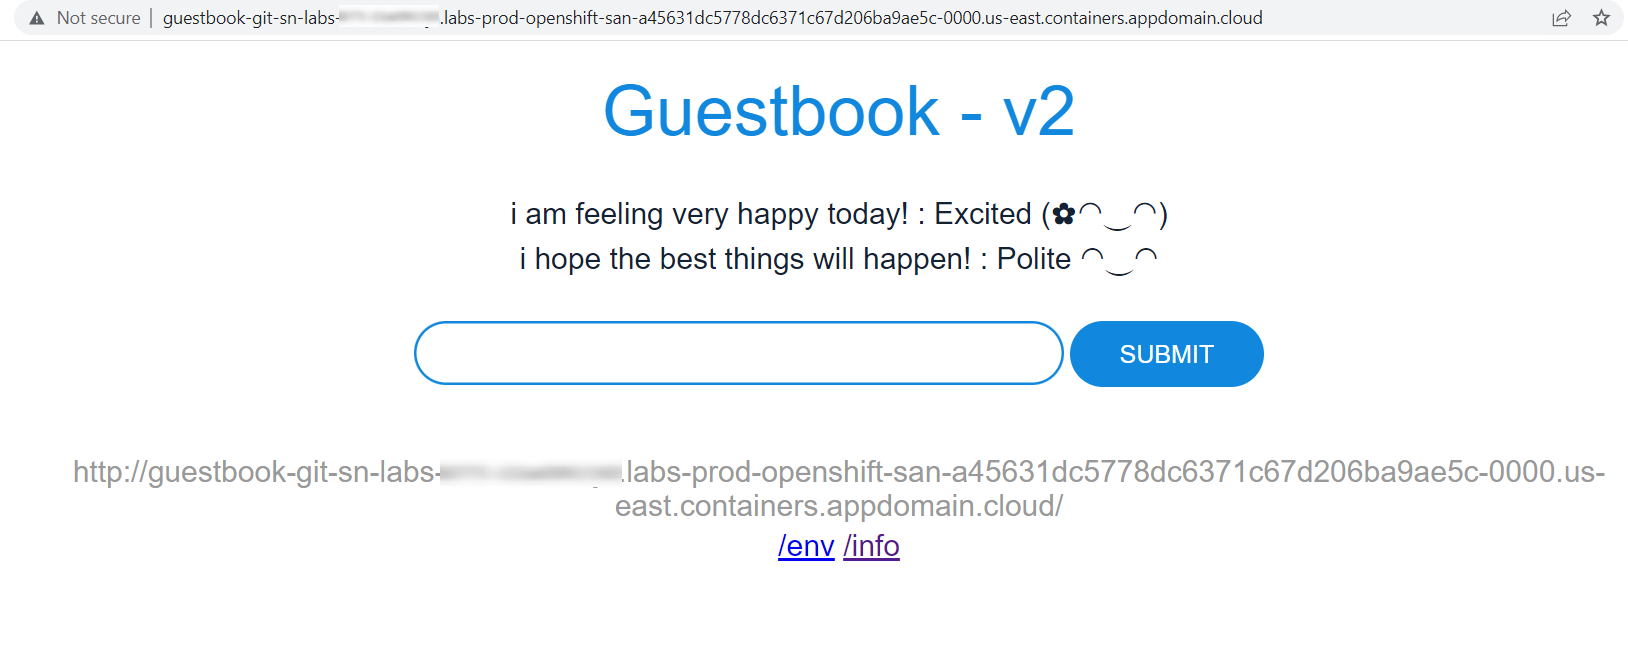 Not secure | guestbook-git-sn-labs- .labs-prod-openshift-san-a45631dc5778dc6371c67d206ba9ae5c-0000.us-east.containers.appdomain.cloud
Guestbook - v2
i am feeling very happy today! : Excited (✿◠‿◠)
i hope the best things will happen! : Polite ◠‿◠
SUBMIT
http://guestbook-git-sn-labs- .labs-prod-openshift-san-a45631dc5778dc6371c67d206ba9ae5c-0000.us-
east.containers.appdomain.cloud/
/env /info